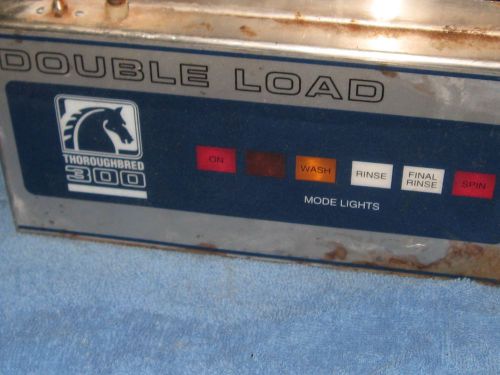 DOUBLE LOAD
THOROUGHBRED
300
ON
WASH
RINSE
FINAL
RINSE
SPIN
MODE LIGHTS